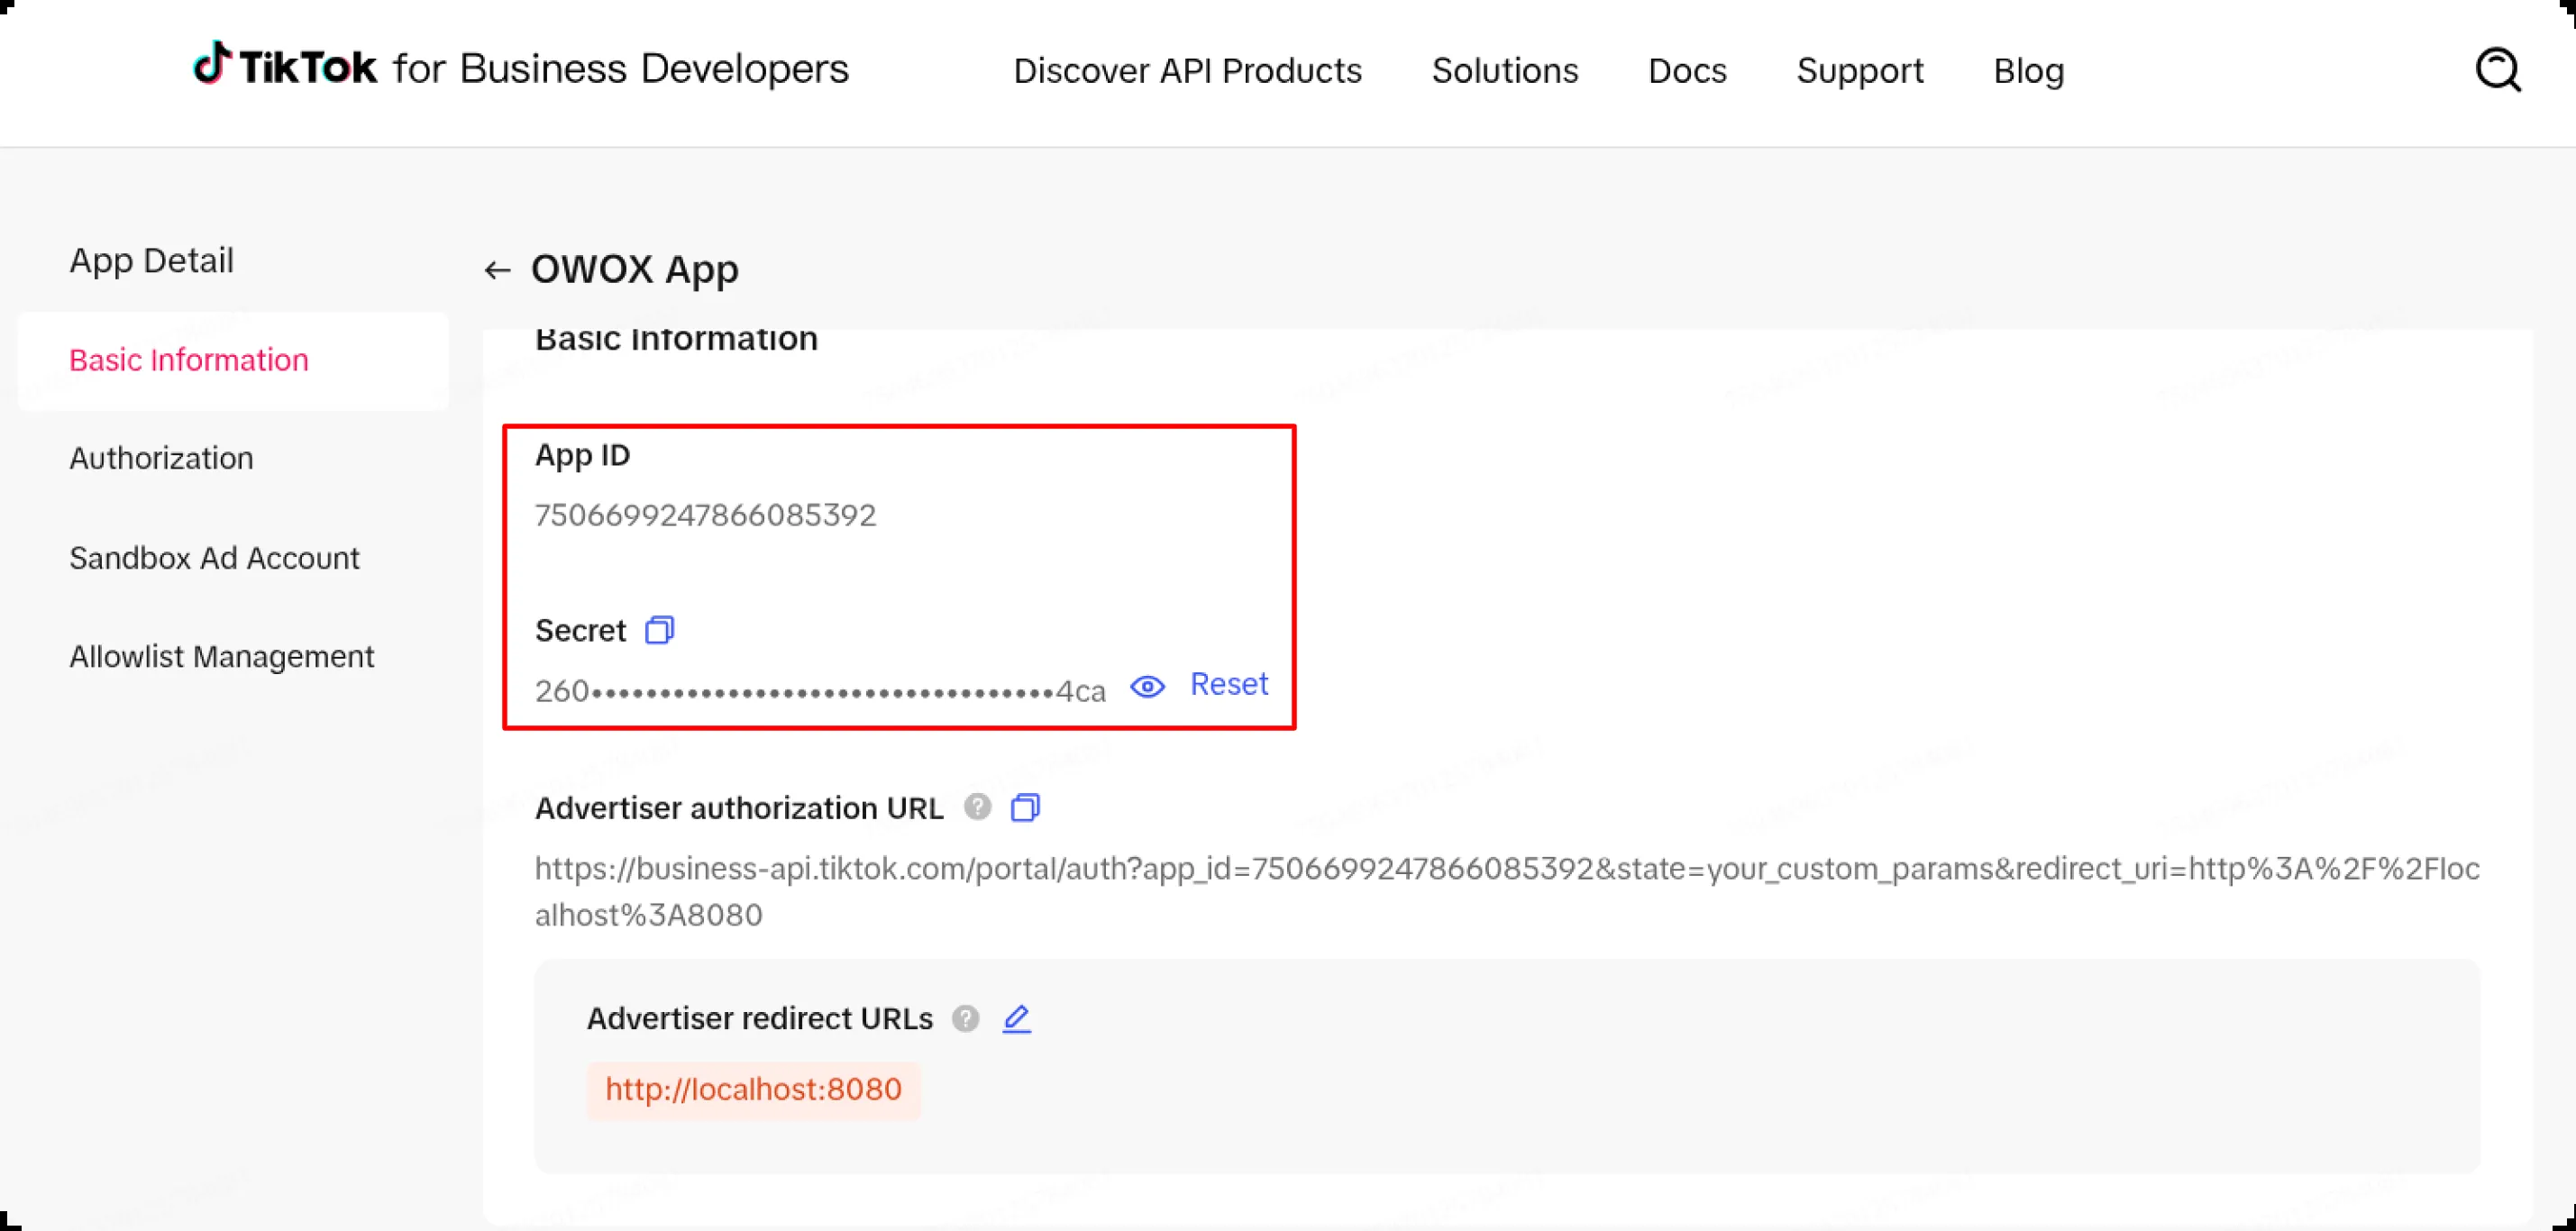 TikTok for Business Developers
Discover API Products
Solutions
Docs
Support
Blog
App Detail
Basic Information
Authorization
Sandbox Ad Account
Allowlist Management
← OWOX App
Basic Information
App ID
7506699247866085392
Secret
260••••••••••••••••••••••••••••••••••4ca
Reset
Advertiser authorization URL
https://business-api.tiktok.com/portal/auth?app_id=7506699247866085392&state=your_custom_params&redirect_uri=http%3A%2F%2Floc
alhost%3A8080
Advertiser redirect URLs
http://localhost:8080